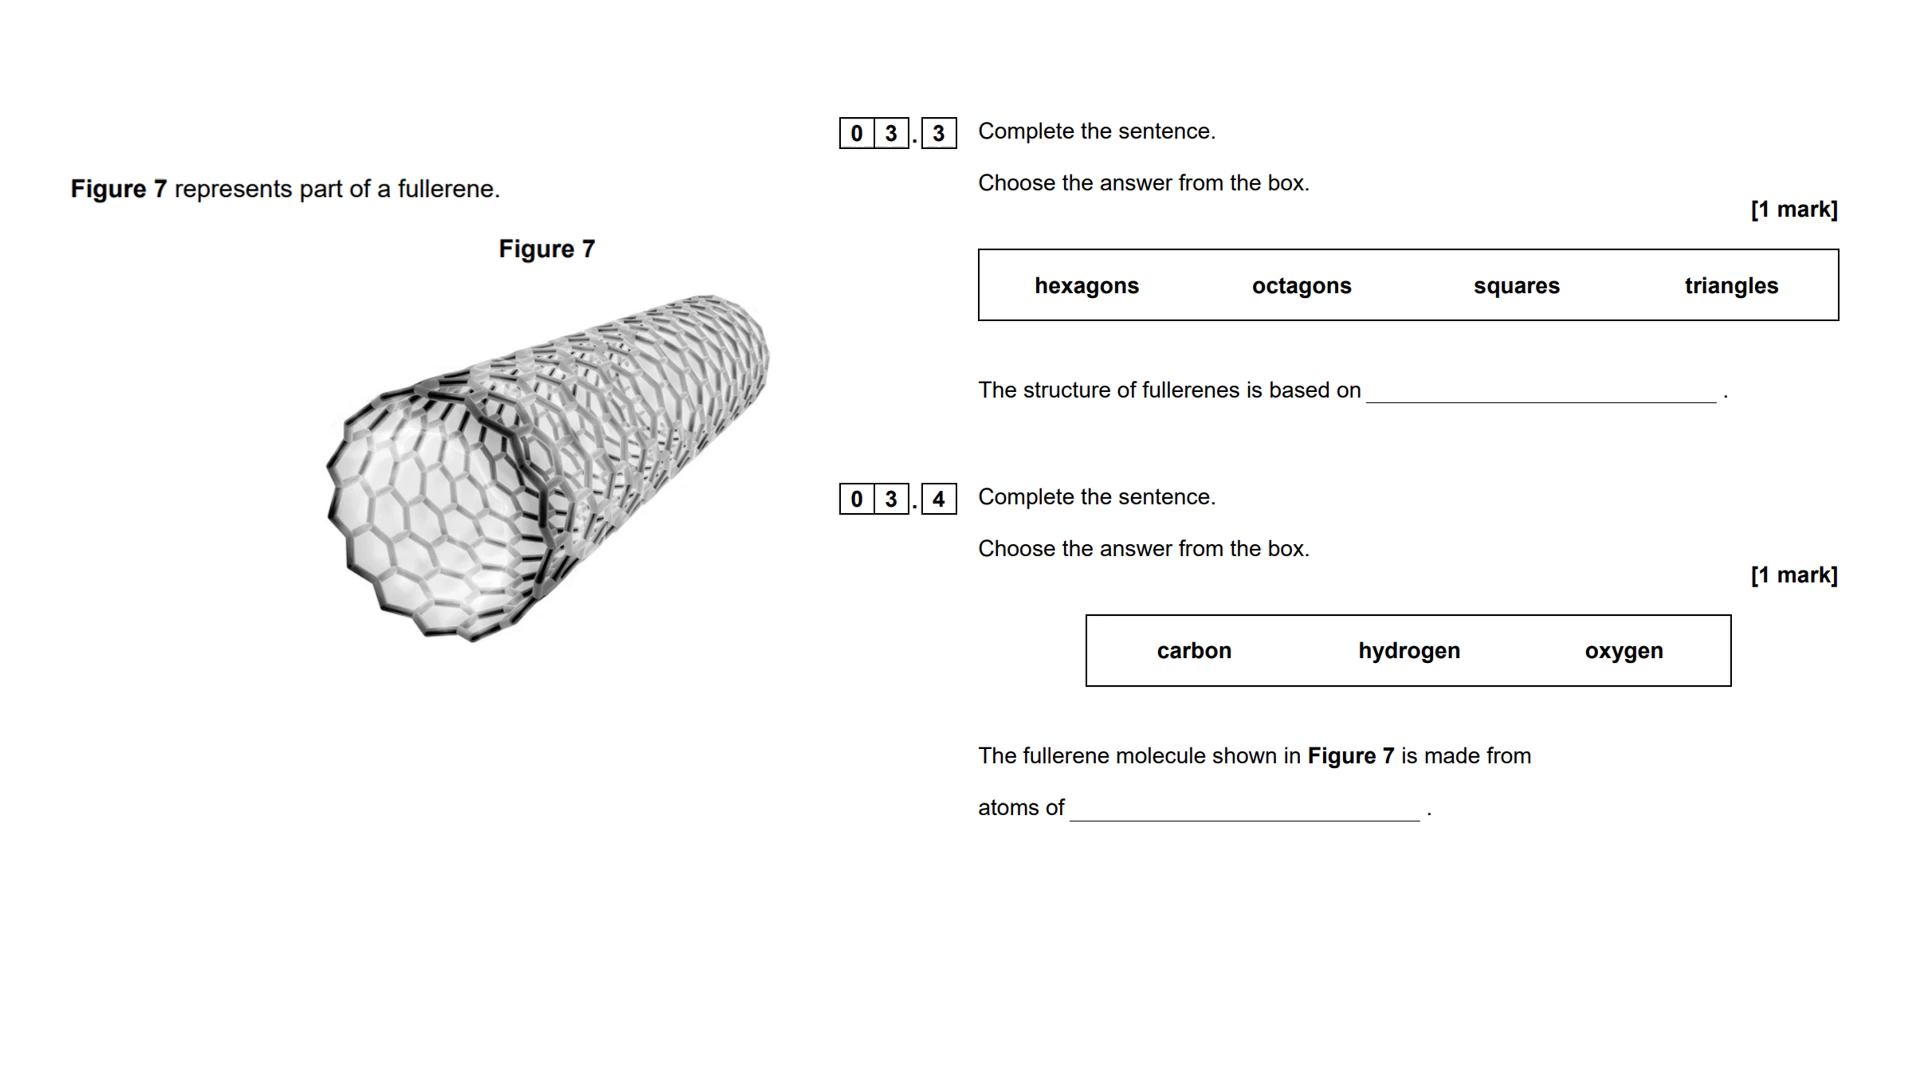 Figure 7 represents part of a fullerene.
Figure 7
0 3 . 3 Complete the sentence.
Choose the answer from the box.
[1 mark]
hexagons octagons squares triangles
The structure of fullerenes is based on ______________________________ .
0 3 . 4 Complete the sentence.
Choose the answer from the box.
[1 mark]
carbon hydrogen oxygen
The fullerene molecule shown in Figure 7 is made from
atoms of ______________________________ .